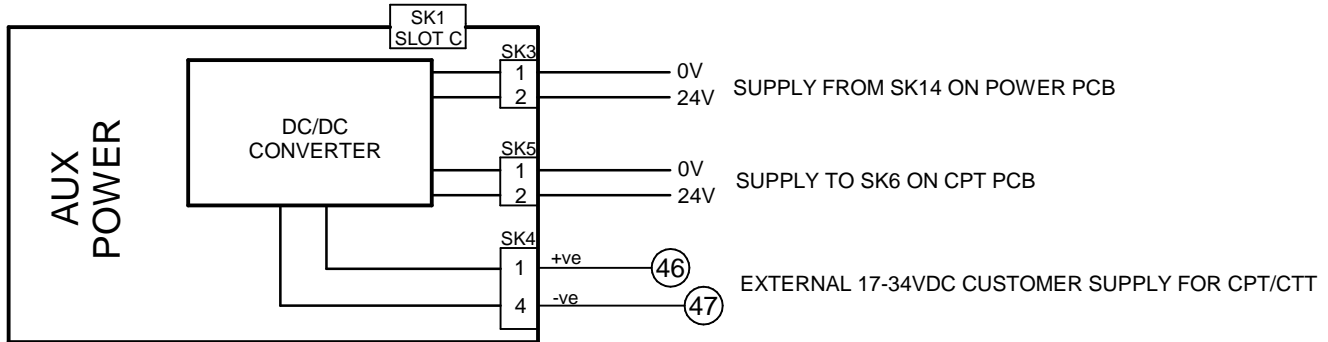 SK1
SLOT C
AUX
POWER
DC/DC
CONVERTER
SK3
1
2
0V
24V
SUPPLY FROM SK14 ON POWER PCB
SK5
1
2
0V
24V
SUPPLY TO SK6 ON CPT PCB
SK4
1
4
+ve
-ve
46
47
EXTERNAL 17-34VDC CUSTOMER SUPPLY FOR CPT/CTT